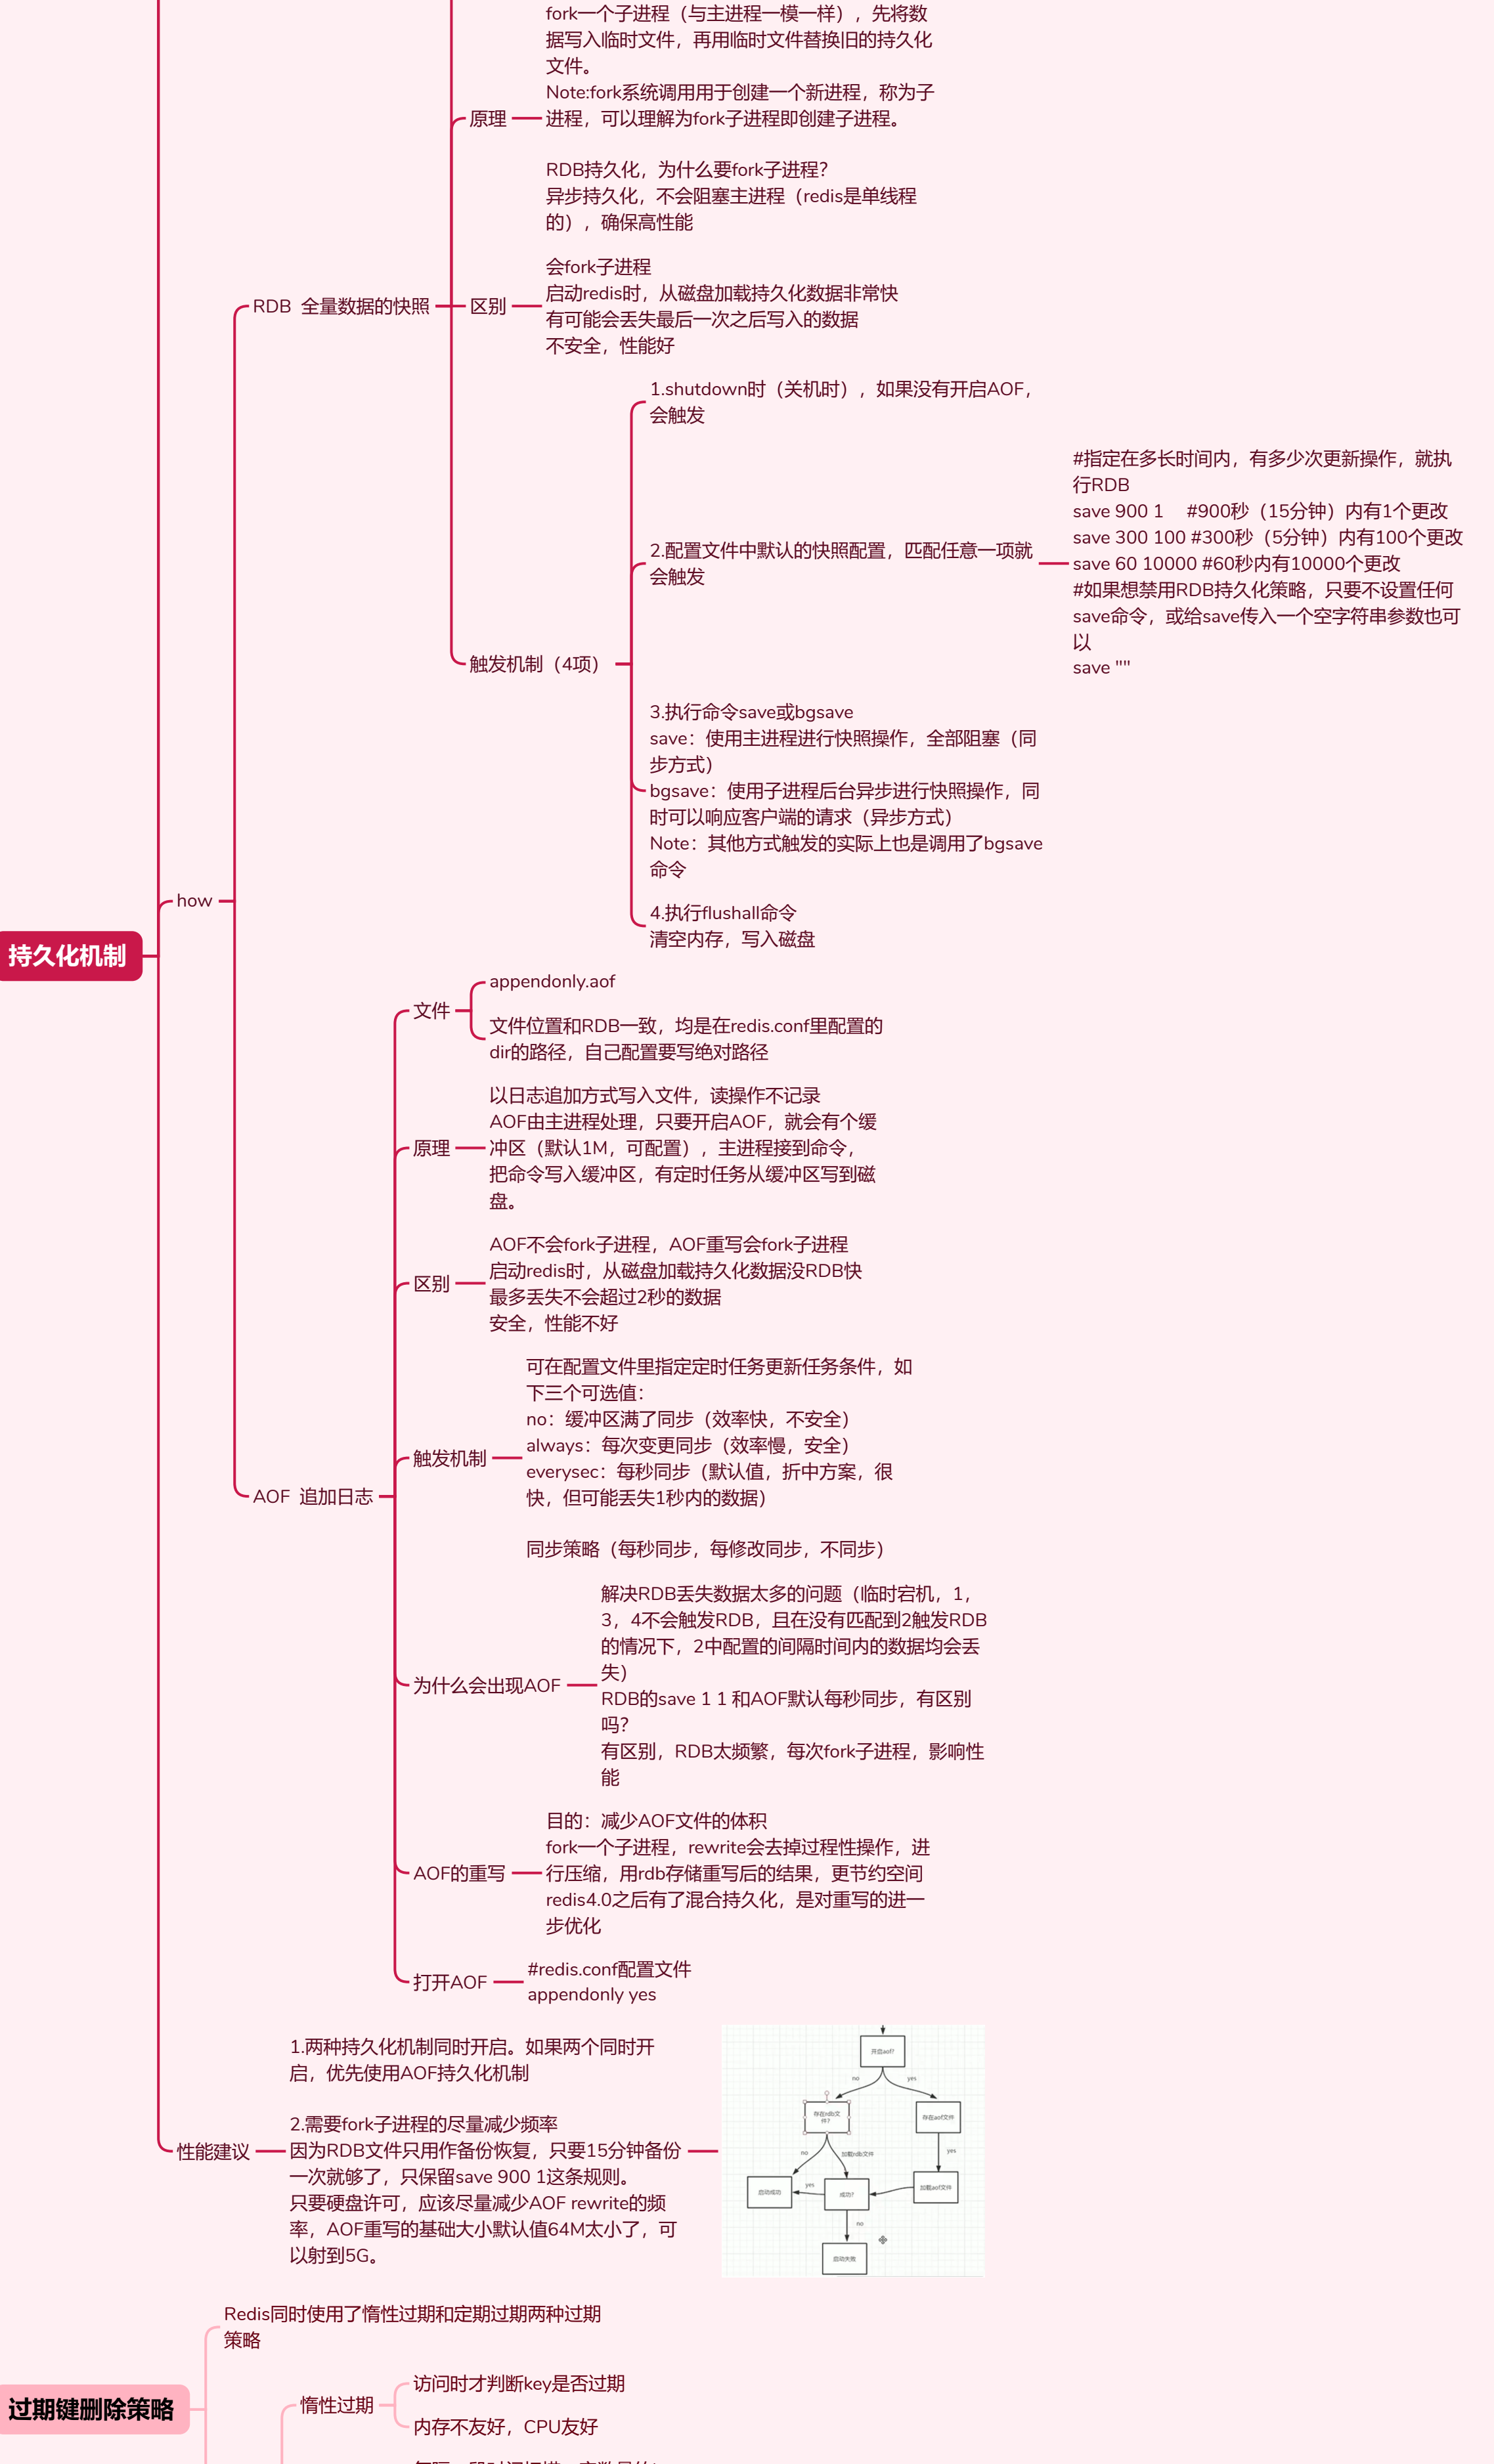 fork一个子进程（与主进程一模一样），先将数
据写入临时文件，再用临时文件替换旧的持久化
文件。
Note:fork系统调用用于创建一个新进程，称为子
进程，可以理解为fork子进程即创建子进程。
原理
RDB持久化，为什么要fork子进程？
异步持久化，不会阻塞主进程（redis是单线程
的），确保高性能
会fork子进程
启动redis时，从磁盘加载持久化数据非常快
有可能会丢失最后一次之后写入的数据
不安全，性能好
RDB 全量数据的快照
区别
1.shutdown时（关机时），如果没有开启AOF，
会触发
#指定在多长时间内，有多少次更新操作，就执
行RDB
save 900 1 #900秒（15分钟）内有1个更改
save 300 100 #300秒（5分钟）内有100个更改
save 60 10000 #60秒内有10000个更改
#如果想禁用RDB持久化策略，只要不设置任何
save命令，或给save传入一个空字符串参数也可
以
save ""
2.配置文件中默认的快照配置，匹配任意一项就
会触发
触发机制（4项）
3.执行命令save或bgsave
save：使用主进程进行快照操作，全部阻塞（同
步方式）
bgsave：使用子进程后台异步进行快照操作，同
时可以响应客户端的请求（异步方式）
Note：其他方式触发的实际上也是调用了bgsave
命令
4.执行flushall命令
清空内存，写入磁盘
how
持久化机制
文件
appendonly.aof
文件位置和RDB一致，均是在redis.conf里配置的
dir的路径，自己配置要写绝对路径
原理
以日志追加方式写入文件，读操作不记录
AOF由主进程处理，只要开启AOF，就会有个缓
冲区（默认1M，可配置），主进程接到命令，
把命令写入缓冲区，有定时任务从缓冲区写到磁
盘。
区别
AOF不会fork子进程，AOF重写会fork子进程
启动redis时，从磁盘加载持久化数据没RDB快
最多丢失不会超过2秒的数据
安全，性能不好
触发机制
可在配置文件里指定定时任务更新任务条件，如
下三个可选值：
no：缓冲区满了同步（效率快，不安全）
always：每次变更同步（效率慢，安全）
everysec：每秒同步（默认值，折中方案，很
快，但可能丢失1秒内的数据）
同步策略（每秒同步，每修改同步，不同步）
AOF 追加日志
为什么会出现AOF
解决RDB丢失数据太多的问题（临时宕机，1，
3，4不会触发RDB，且在没有匹配到2触发RDB
的情况下，2中配置的间隔时间内的数据均会丢
失）
RDB的save 1 1 和AOF默认每秒同步，有区别
吗？
有区别，RDB太频繁，每次fork子进程，影响性
能
AOF的重写
目的：减少AOF文件的体积
fork一个子进程，rewrite会去掉过程性操作，进
行压缩，用rdb存储重写后的结果，更节约空间
redis4.0之后有了混合持久化，是对重写的进一
步优化
打开AOF
#redis.conf配置文件
appendonly yes
性能建议
1.两种持久化机制同时开启。如果两个同时开
启，优先使用AOF持久化机制
2.需要fork子进程的尽量减少频率
因为RDB文件只用作备份恢复，只要15分钟备份
一次就够了，只保留save 900 1这条规则。
只要硬盘许可，应该尽量减少AOF rewrite的频
率，AOF重写的基础大小默认值64M太小了，可
以射到5G。
开启aof?
no
yes
存在rdb文
件?
存在aof文件
no
加载rdb文件
yes
启动成功
yes
成功?
加载aof文件
no
启动失败
Redis同时使用了惰性过期和定期过期两种过期
策略
过期键删除策略
惰性过期
访问时才判断key是否过期
内存不友好，CPU友好